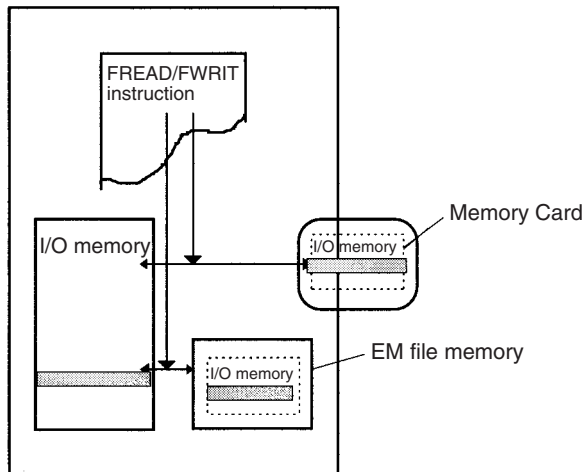 FREAD/FWRIT
instruction
Memory Card
I/O memory
I/O memory
EM file memory
I/O memory